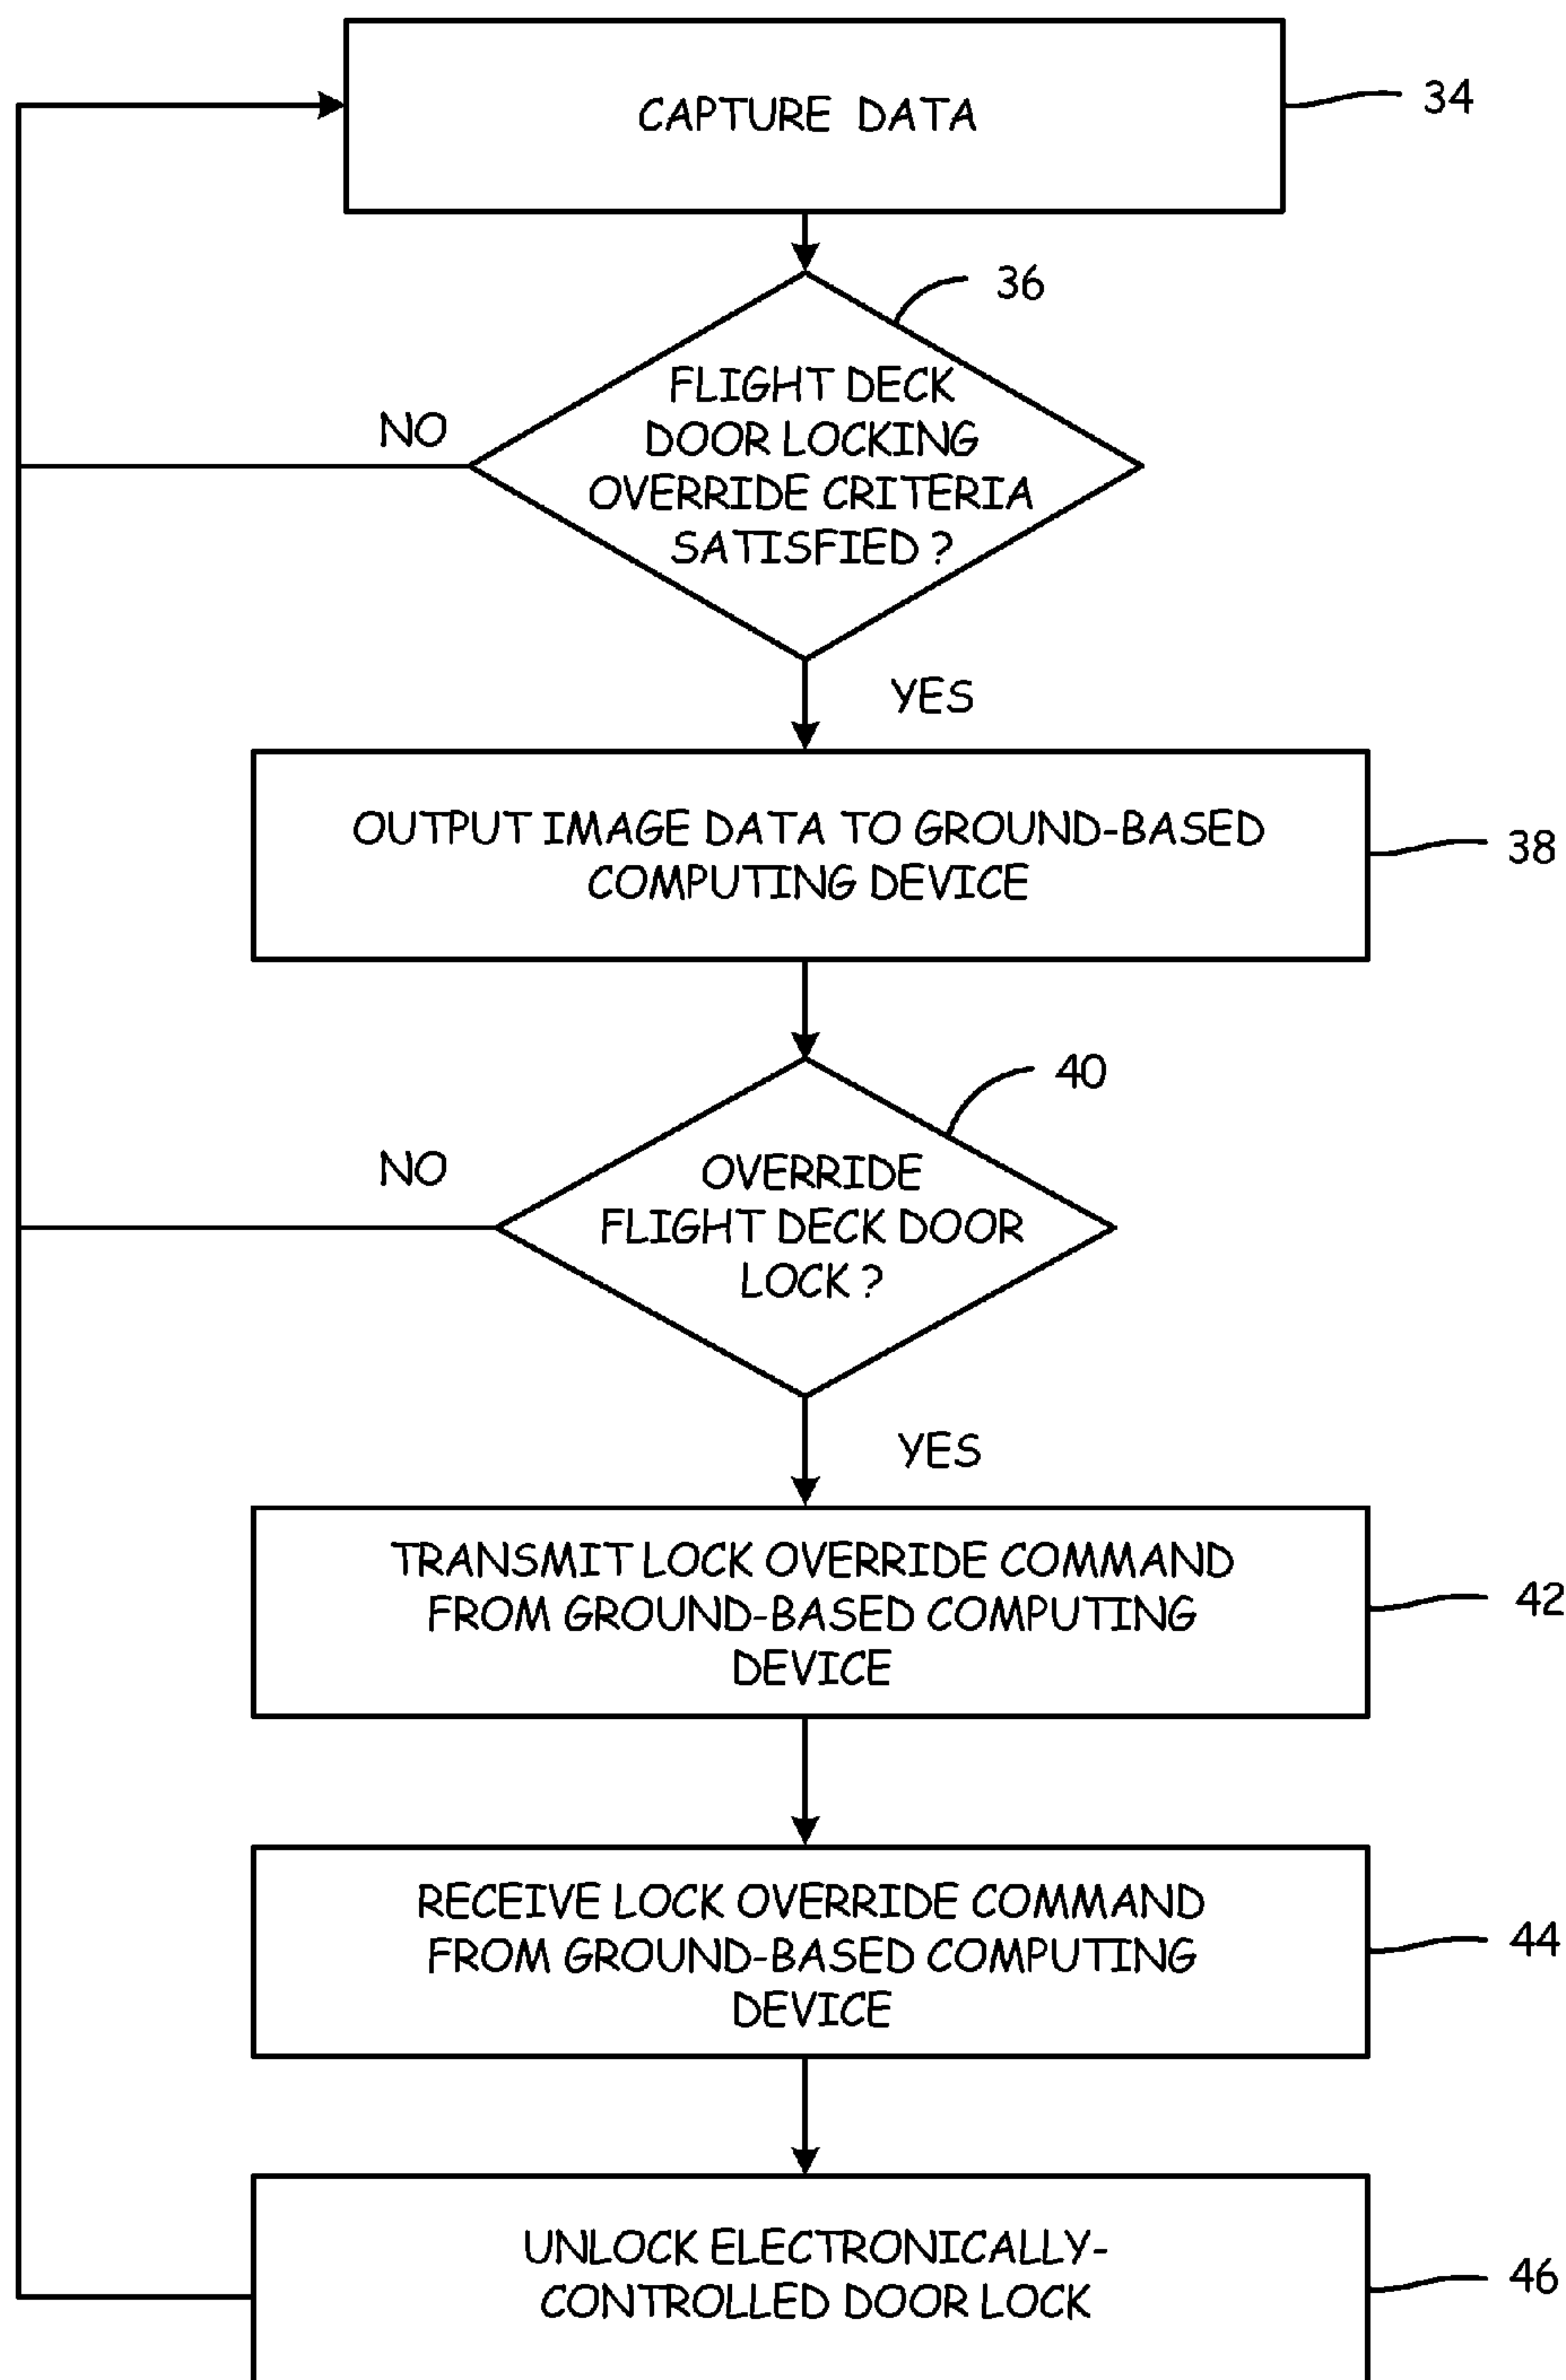 CAPTURE DATA
34
36
FLIGHT DECK
DOOR LOCKING
OVERRIDE CRITERIA
SATISFIED ?
NO
YES
OUTPUT IMAGE DATA TO GROUND-BASED
COMPUTING DEVICE
38
40
OVERRIDE
FLIGHT DECK DOOR
LOCK ?
NO
YES
TRANSMIT LOCK OVERRIDE COMMAND
FROM GROUND-BASED COMPUTING
DEVICE
42
RECEIVE LOCK OVERRIDE COMMAND
FROM GROUND-BASED COMPUTING
DEVICE
44
UNLOCK ELECTRONICALLY-
CONTROLLED DOOR LOCK
46